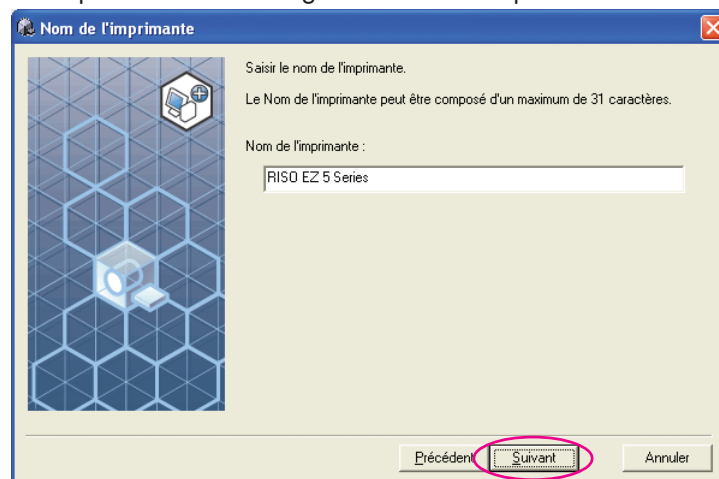 Nom de l'imprimante
Saisir le nom de l'imprimante.
Le Nom de l'imprimante peut être composé d'un maximum de 31 caractères.
Nom de l'imprimante :
RISO EZ 5 Series
Précédent
Suivant
Annuler